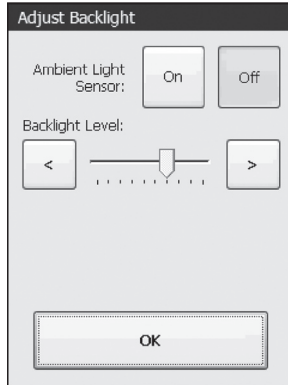 Adjust Backlight
Ambient Light
Sensor:
On
Off
Backlight Level:
<
>
OK